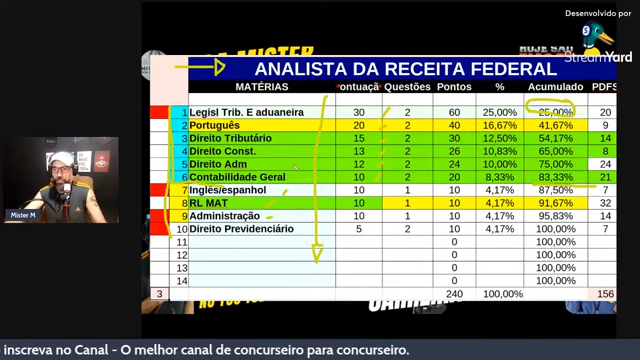 Desenvolvido por
StreamYard
ANALISTA DA RECEITA FEDERAL
MATÉRIAS ontuaçã Questões Pontos % Acumulado PDFS
1 Legisl Trib. E aduaneira 30 2 60 25,00% 25,00% 20
2 Português 20 2 40 16,67% 41,67% 9
3 Direito Tributário 15 2 30 12,50% 54,17% 14
4 Direito Const. 13 2 26 10,83% 65,00% 8
5 Direito Adm 12 2 24 10,00% 75,00% 24
6 Contabilidade Geral 10 2 20 8,33% 83,33% 21
7 Inglês/espanhol 10 1 10 4,17% 87,50% 7
8 RL MAT 10 1 10 4,17% 91,67% 32
9 Administração 10 1 10 4,17% 95,83% 14
10 Direito Previdenciário 5 2 10 4,17% 100,00% 7
11 0 100,00%
12 0 100,00%
13 0 100,00%
14 0 100,00%
3 240 100,00% 156
Mister M
inscreva no Canal - O melhor canal de concurseiro para concurseiro.